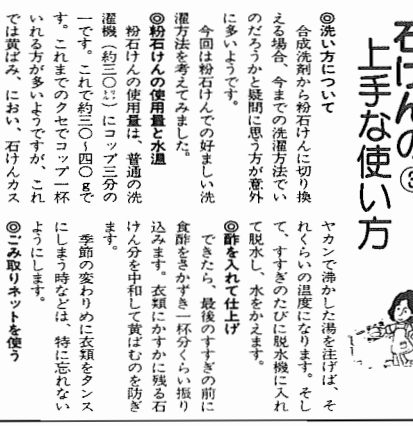 石けんの③
上手な使い方
◎洗い方について
合成洗剤から粉石けんに切り換
える場合、今までの洗濯方法でい
いのだろうかと疑問に思う方が意外
に多いようです。
今回は粉石けんでの好ましい洗
濯方法を考えてみました。
◎粉石けんの使用量と水温
粉石けんの使用量は、普通の洗
濯機（約三〇㍑）にコップ三分の
一です。これで約三〇〜四〇ｇで
す。これまでのクセでコップ一杯
いれる方が多いようですが、これ
では黄ばみ、におい、石けんカス
ヤカンで沸かした湯を注げば、そ
れくらいの温度になります。そし
て、すすぎのたびに脱水機に入れ
て脱水し、水をかえます。
◎酢を入れて仕上げ
できたら、最後のすすぎの前に
食酢をさかずき一杯分くらい振り
込みます。衣類にかすかに残る石
けん分を中和して黄ばむのを防ぎ
ます。
季節の変わりめに衣類をタンス
にしまう時などは、特に忘れない
ようにします。
◎ごみ取りネットを使う